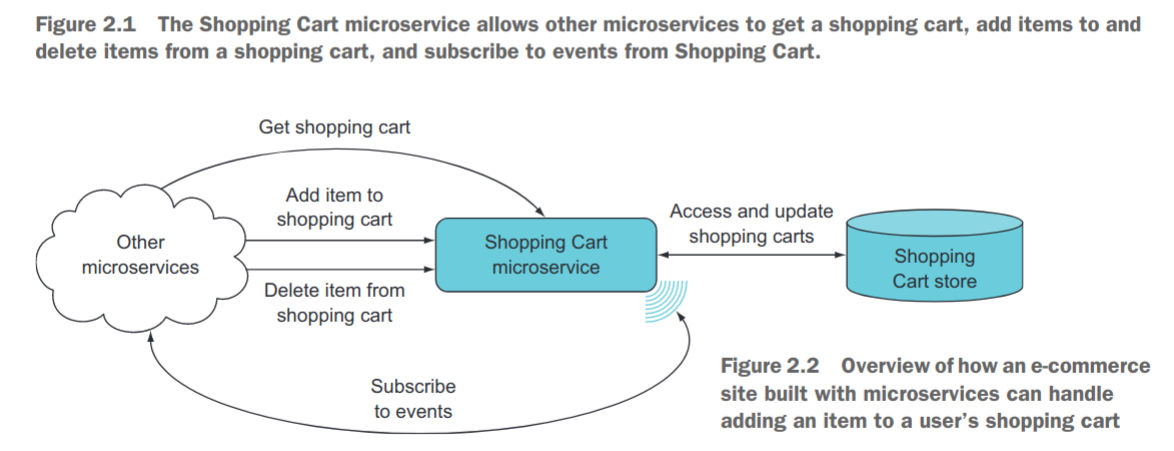 Figure 2.1 The Shopping Cart microservice allows other microservices to get a shopping cart, add items to and
delete items from a shopping cart, and subscribe to events from Shopping Cart.
Get shopping cart
Add item to
shopping cart
Other
microservices
Delete item from
shopping cart
Shopping Cart
microservice
Access and update
shopping carts
Shopping
Cart store
Subscribe
to events
Figure 2.2 Overview of how an e-commerce
site built with microservices can handle
adding an item to a user’s shopping cart